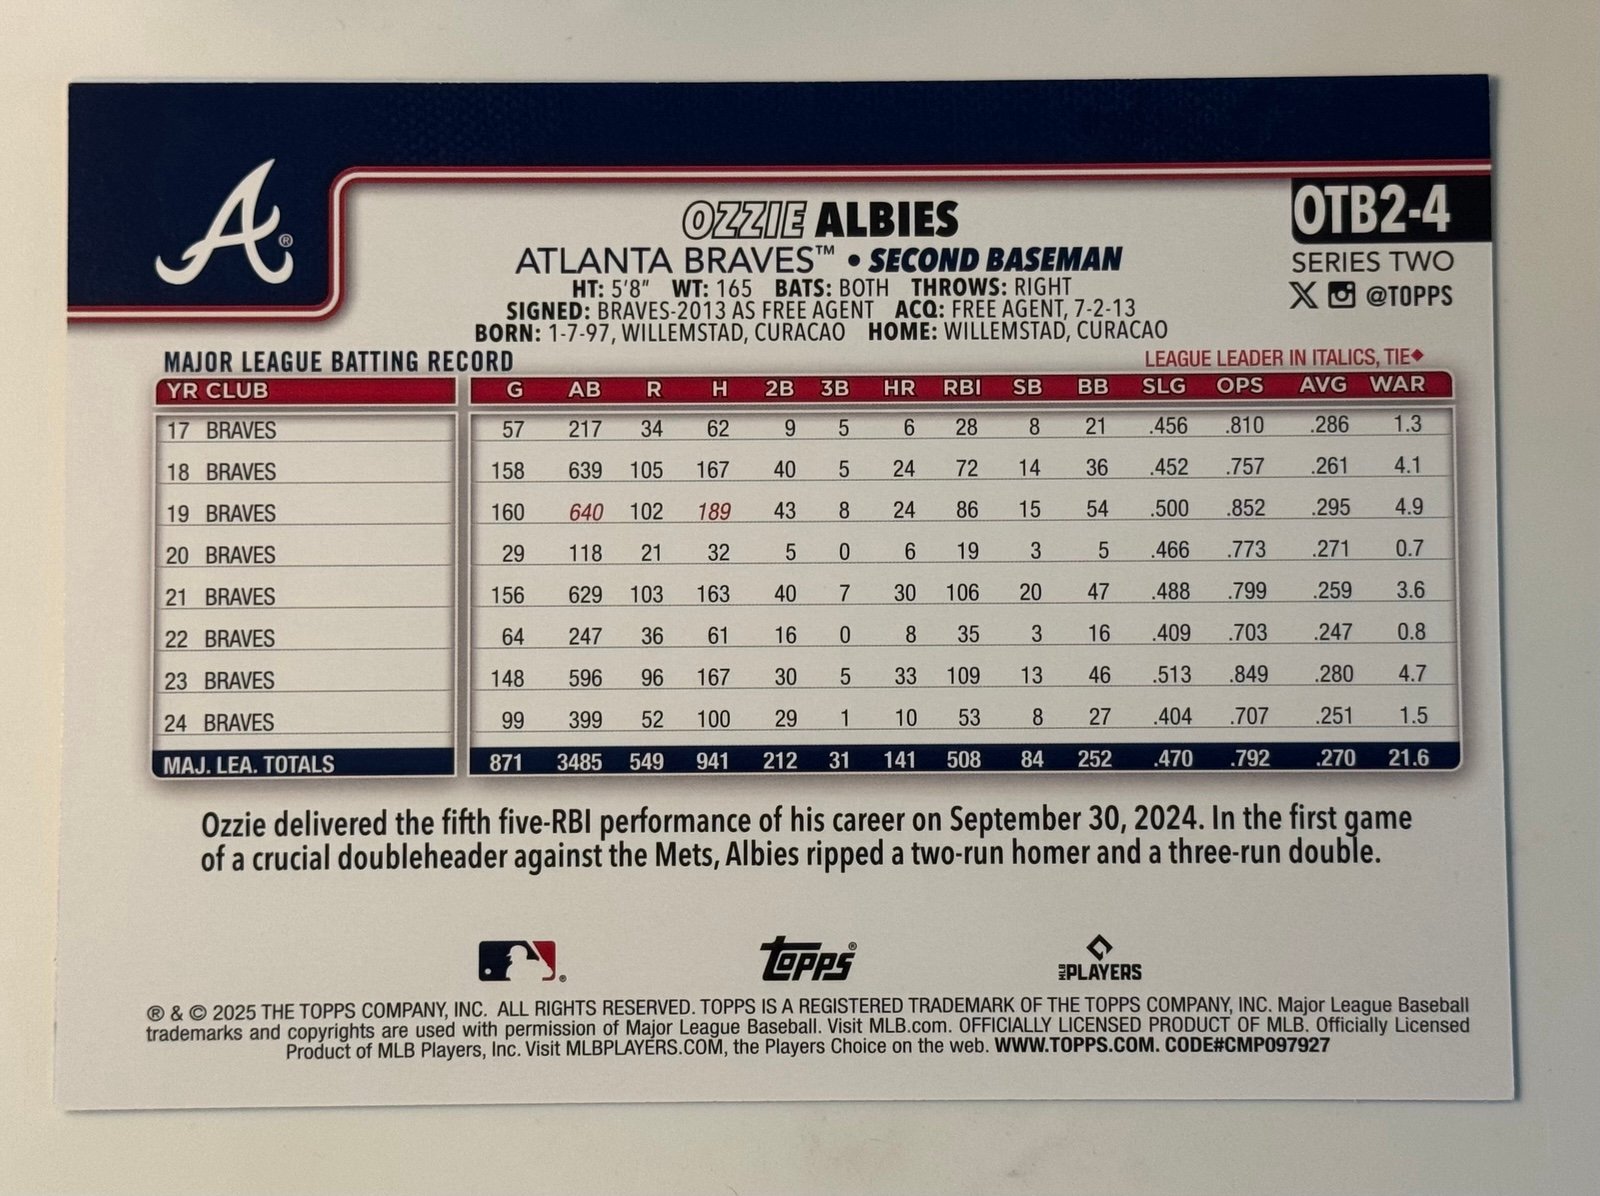 A®
OZZIE ALBIES
ATLANTA BRAVES™ • SECOND BASEMAN
HT: 5'8" WT: 165 BATS: BOTH THROWS: RIGHT
SIGNED: BRAVES-2013 AS FREE AGENT ACQ: FREE AGENT, 7-2-13
BORN: 1-7-97, WILLEMSTAD, CURACAO HOME: WILLEMSTAD, CURACAO
OTB2-4
SERIES TWO
X @TOPPS
MAJOR LEAGUE BATTING RECORD LEAGUE LEADER IN ITALICS, TIE◆
YR CLUB G AB R H 2B 3B HR RBI SB BB SLG OPS AVG WAR
17 BRAVES 57 217 34 62 9 5 6 28 8 21 .456 .810 .286 1.3
18 BRAVES 158 639 105 167 40 5 24 72 14 36 .452 .757 .261 4.1
19 BRAVES 160 640 102 189 43 8 24 86 15 54 .500 .852 .295 4.9
20 BRAVES 29 118 21 32 5 0 6 19 3 5 .466 .773 .271 0.7
21 BRAVES 156 629 103 163 40 7 30 106 20 47 .488 .799 .259 3.6
22 BRAVES 64 247 36 61 16 0 8 35 3 16 .409 .703 .247 0.8
23 BRAVES 148 596 96 167 30 5 33 109 13 46 .513 .849 .280 4.7
24 BRAVES 99 399 52 100 29 1 10 53 8 27 .404 .707 .251 1.5
MAJ. LEA. TOTALS 871 3485 549 941 212 31 141 508 84 252 .470 .792 .270 21.6
Ozzie delivered the fifth five-RBI performance of his career on September 30, 2024. In the first game
of a crucial doubleheader against the Mets, Albies ripped a two-run homer and a three-run double.
® Topps® MLB PLAYERS
® & © 2025 THE TOPPS COMPANY, INC. ALL RIGHTS RESERVED. TOPPS IS A REGISTERED TRADEMARK OF THE TOPPS COMPANY, INC. Major League Baseball
trademarks and copyrights are used with permission of Major League Baseball. Visit MLB.com. OFFICIALLY LICENSED PRODUCT OF MLB. Officially Licensed
Product of MLB Players, Inc. Visit MLBPLAYERS.COM, the Players Choice on the web. WWW.TOPPS.COM. CODE#CMP097927